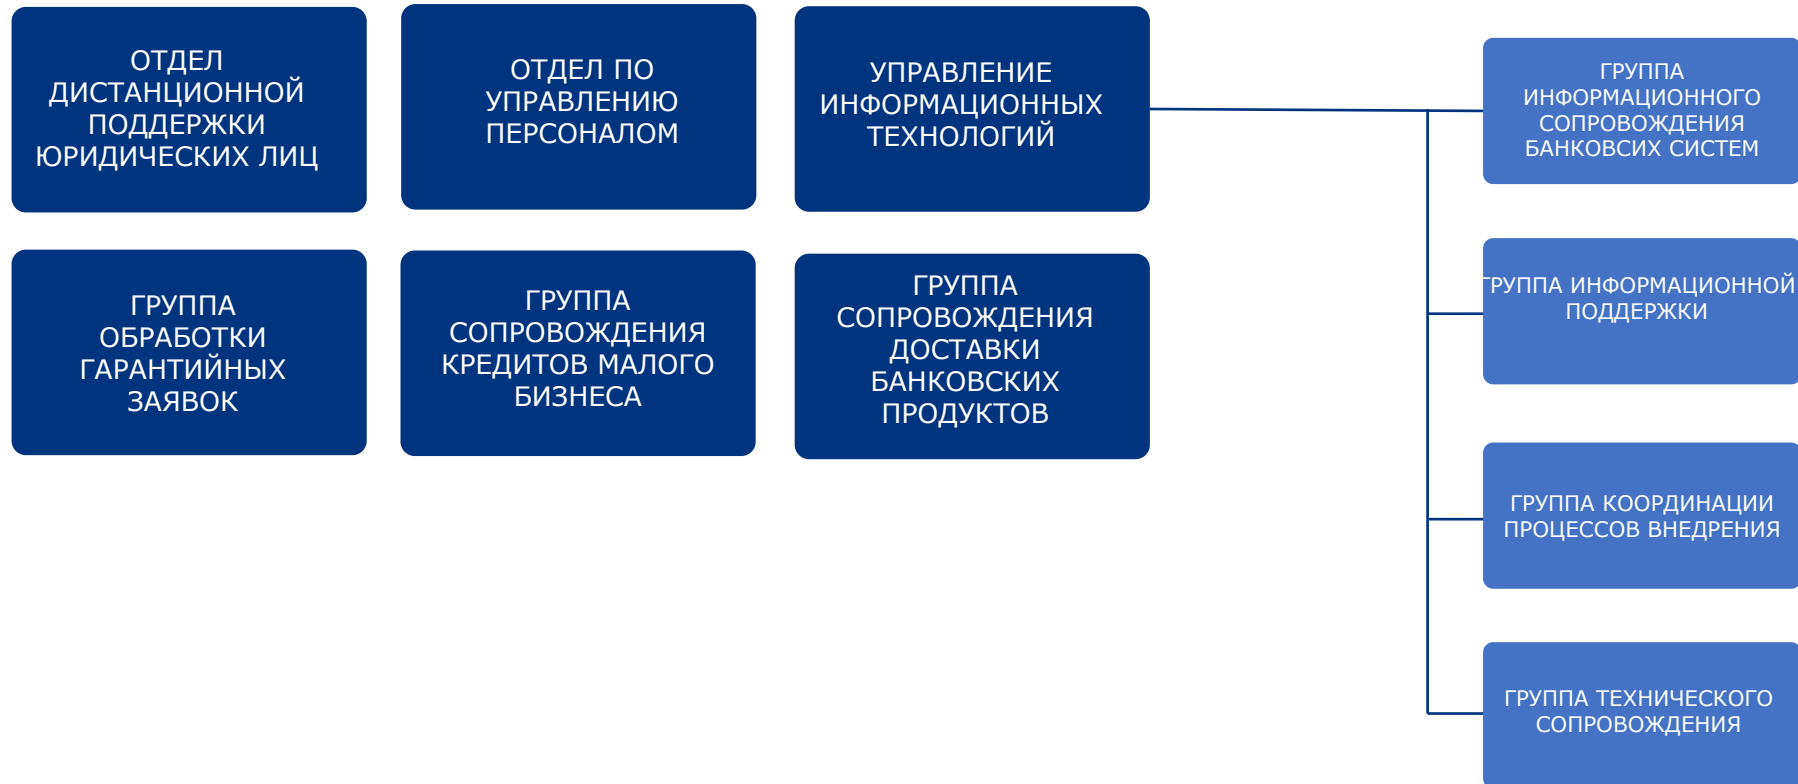 ОТДЕЛ
ДИСТАНЦИОННОЙ
ПОДДЕРЖКИ
ЮРИДИЧЕСКИХ ЛИЦ
ОТДЕЛ ПО
УПРАВЛЕНИЮ
ПЕРСОНАЛОМ
УПРАВЛЕНИЕ
ИНФОРМАЦИОННЫХ
ТЕХНОЛОГИЙ
ГРУППА
ИНФОРМАЦИОННОГО
СОПРОВОЖДЕНИЯ
БАНКОВСИХ СИСТЕМ
ГРУППА
ОБРАБОТКИ
ГАРАНТИЙНЫХ
ЗАЯВОК
ГРУППА
СОПРОВОЖДЕНИЯ
КРЕДИТОВ МАЛОГО
БИЗНЕСА
ГРУППА
СОПРОВОЖДЕНИЯ
ДОСТАВКИ
БАНКОВСКИХ
ПРОДУКТОВ
ГРУППА ИНФОРМАЦИОННОЙ
ПОДДЕРЖКИ
ГРУППА КООРДИНАЦИИ
ПРОЦЕССОВ ВНЕДРЕНИЯ
ГРУППА ТЕХНИЧЕСКОГО
СОПРОВОЖДЕНИЯ